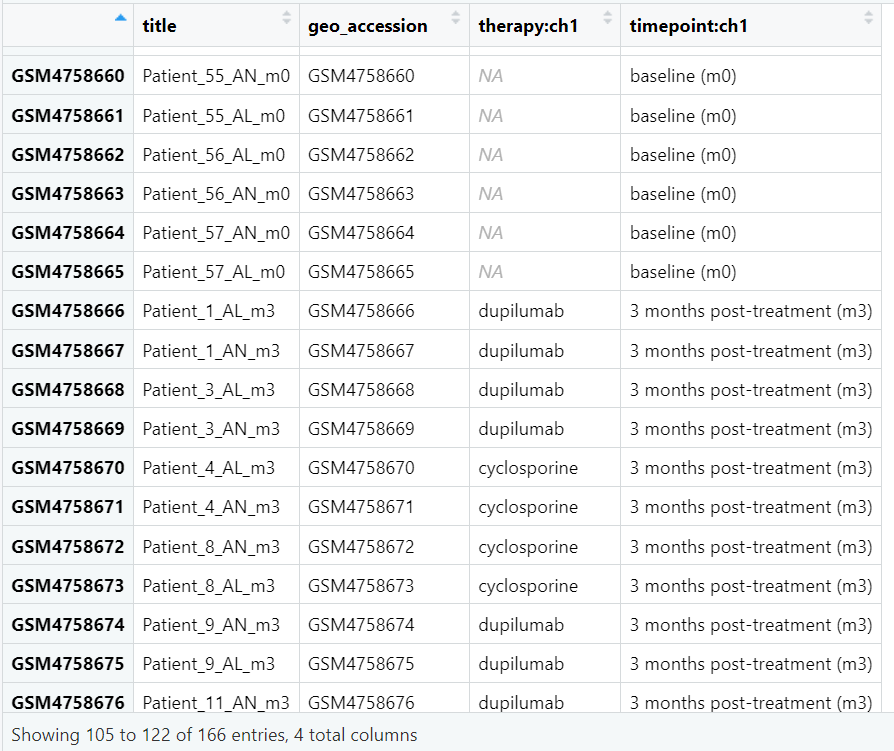 title geo_accession therapy:ch1 timepoint:ch1
GSM4758660 Patient_55_AN_m0 GSM4758660 NA baseline (m0)
GSM4758661 Patient_55_AL_m0 GSM4758661 NA baseline (m0)
GSM4758662 Patient_56_AL_m0 GSM4758662 NA baseline (m0)
GSM4758663 Patient_56_AN_m0 GSM4758663 NA baseline (m0)
GSM4758664 Patient_57_AN_m0 GSM4758664 NA baseline (m0)
GSM4758665 Patient_57_AL_m0 GSM4758665 NA baseline (m0)
GSM4758666 Patient_1_AL_m3 GSM4758666 dupilumab 3 months post-treatment (m3)
GSM4758667 Patient_1_AN_m3 GSM4758667 dupilumab 3 months post-treatment (m3)
GSM4758668 Patient_3_AL_m3 GSM4758668 dupilumab 3 months post-treatment (m3)
GSM4758669 Patient_3_AN_m3 GSM4758669 dupilumab 3 months post-treatment (m3)
GSM4758670 Patient_4_AL_m3 GSM4758670 cyclosporine 3 months post-treatment (m3)
GSM4758671 Patient_4_AN_m3 GSM4758671 cyclosporine 3 months post-treatment (m3)
GSM4758672 Patient_8_AN_m3 GSM4758672 cyclosporine 3 months post-treatment (m3)
GSM4758673 Patient_8_AL_m3 GSM4758673 cyclosporine 3 months post-treatment (m3)
GSM4758674 Patient_9_AN_m3 GSM4758674 dupilumab 3 months post-treatment (m3)
GSM4758675 Patient_9_AL_m3 GSM4758675 dupilumab 3 months post-treatment (m3)
GSM4758676 Patient_11_AN_m3 GSM4758676 dupilumab 3 months post-treatment (m3)
Showing 105 to 122 of 166 entries, 4 total columns